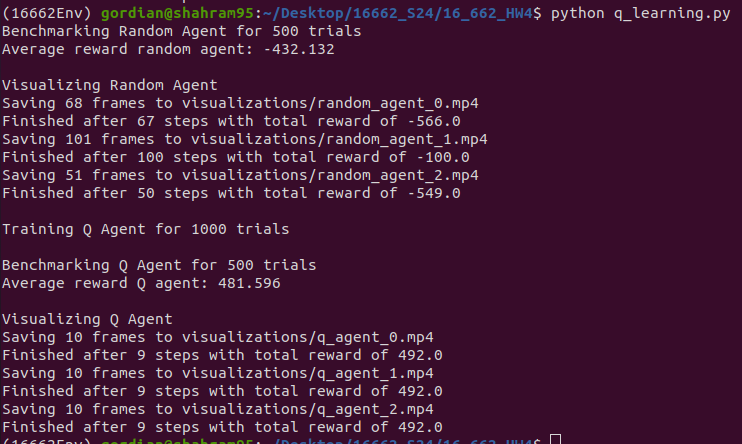 (16662Env) gordian@shahram95:~/Desktop/16662_S24/16_662_HW4$ python q_learning.py
Benchmarking Random Agent for 500 trials
Average reward random agent: -432.132
Visualizing Random Agent
Saving 68 frames to visualizations/random_agent_0.mp4
Finished after 67 steps with total reward of -566.0
Saving 101 frames to visualizations/random_agent_1.mp4
Finished after 100 steps with total reward of -100.0
Saving 51 frames to visualizations/random_agent_2.mp4
Finished after 50 steps with total reward of -549.0
Training Q Agent for 1000 trials
Benchmarking Q Agent for 500 trials
Average reward Q agent: 481.596
Visualizing Q Agent
Saving 10 frames to visualizations/q_agent_0.mp4
Finished after 9 steps with total reward of 492.0
Saving 10 frames to visualizations/q_agent_1.mp4
Finished after 9 steps with total reward of 492.0
Saving 10 frames to visualizations/q_agent_2.mp4
Finished after 9 steps with total reward of 492.0
(16662Env) gordian@shahram95:~/Desktop/16662_S24/16_662_HW4$